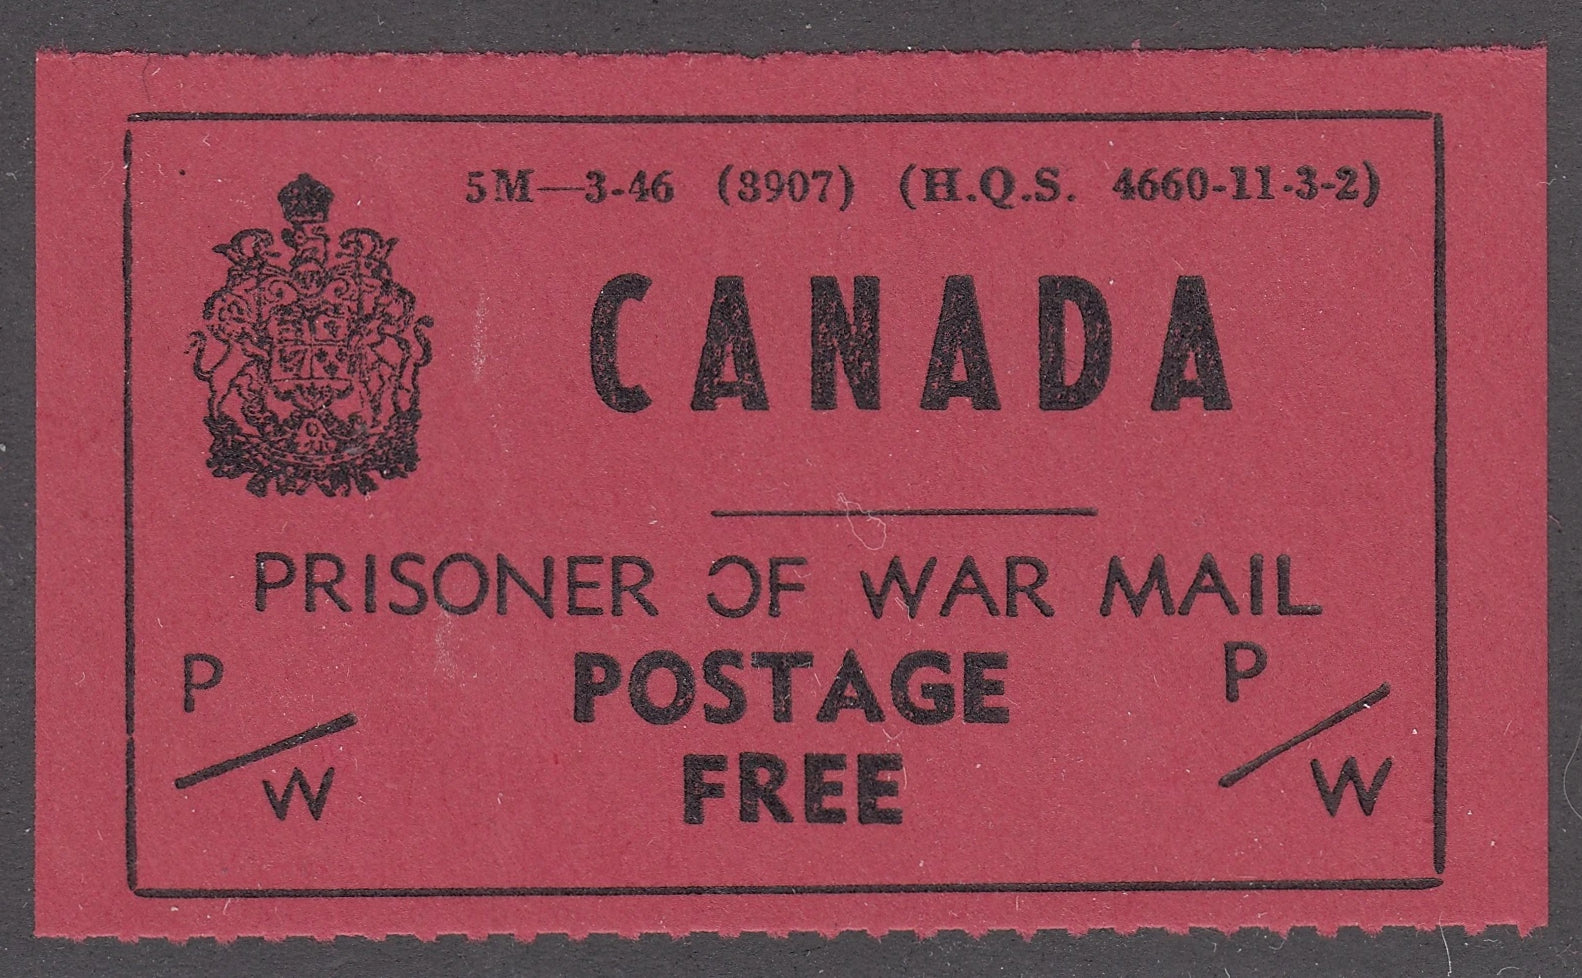 5M—3-46 (3907) (H.Q.S. 4660-11-3-2)
CANADA
PRISONER OF WAR MAIL
POSTAGE
FREE
P/W
P/W